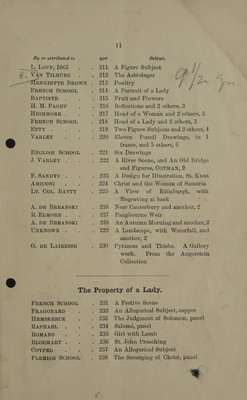 11
By or attributed to LOT Subject.
L. LOUP, 1665 . . 211 A Figure Subject
VAN TILBURG . . 212 The Astrologer
HENRIETTE BROWN . 213 Poultry
FRENCH SCHOOL . 214 A Portrait of a Lady
BAPTISTE . . . 215 Fruit and Flowers
H. M. PAGET . . 216 Reflections and 2 others, 3
HIGHMORE . . . 217 Head of a Woman and 2 others, 3
FRENCH SCHOOL . 218 Head of a Lady and 2 others, 3
ETTY . . . . 219 Two Figure Subjects and 2 others, 4
VARLEY . . . 220 Eleven Pencil Drawings, in 1
frame, and 5 others, 6
ENGLISH SCHOOL . 221 Six Drawings
J. VARLEY . . . 222 A River Scene, and An Old Bridge
and Figures, COTMAN, 2
F. SANDYS . . . 223 A Design for Illustration, St. Knut
AMICONI . . . 224 Christ and the Woman of Samaria
LT. COL. BATTY . . 225 A View of Edinburgh, with
Engraving at back
A. DE BREANSKI . 226 Near Canterbury and another, 2
R. ELMORE . . . 227 Pangbourne Weir
A. DE BREANSKI . 228 An Autumn Morning and another, 2
UNKNOWN . . . 229 A Landscape, with Waterfall, and
another, 2
G. DE LAIRESSE . 230 Pyramus and Thisbe. A Gallery
work. From the Angerstein
Collection
The Property of a Lady.
FRENCH SCHOOL . 231 A Festive Scene
FRAGONARD . . 232 An Allegorical Subject, copper
HEMSKERCK . . 233 The Judgment of Solomon, panel
RAPHAEL . . . 234 Salomi, panel
ROMANO . . . 235 Girl with Lamb
BLOEMART . . . 236 St. John Preaching
COYPEL . . . 237 An Allegorical Subject
FLEMISH SCHOOL . 238 The Scourging of Christ, panel